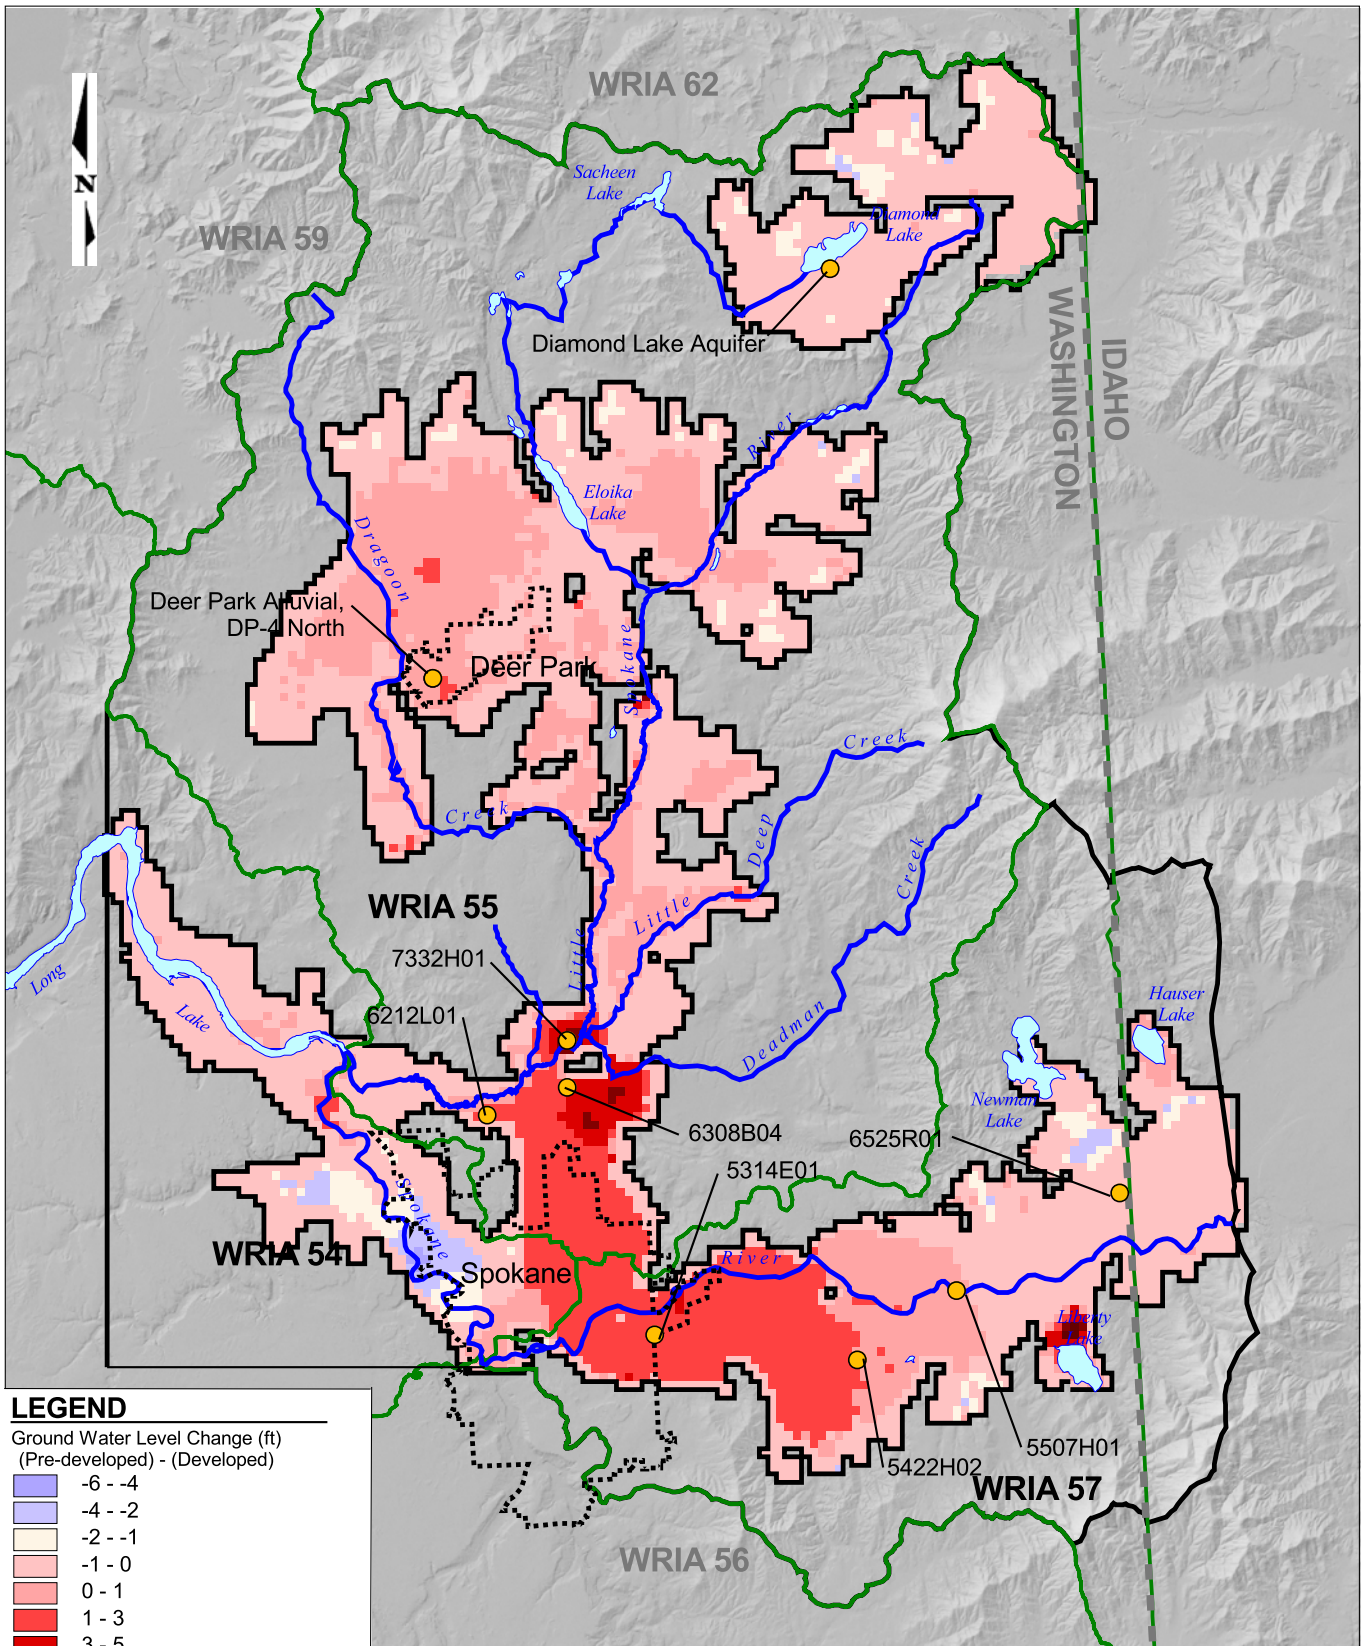 WRIA 62
Sacheen
Lake
WRIA 59
N
Diamond
Lake
Diamond Lake Aquifer
WASHINGTON
IDAHO
River
Eloika
Lake
Dragoon
Deer Park Alluvial,
DP-4 North
Deer Park
Spokane
Creek
Creek
Deep
Creek
WRIA 55
Little
Little
7332H01
Long
Lake
6212L01
Deadman
Hauser
Lake
Newman
Lake
6308B04
6525R01
5314E01
Spokane
WRIA 54
Spokane
River
Liberty
Lake
5507H01
5422H02
WRIA 57
WRIA 56
LEGEND
Ground Water Level Change (ft)
(Pre-developed) - (Developed)
-6 - -4
-4 - -2
-2 - -1
-1 - 0
0 - 1
1 - 3
3 - 5